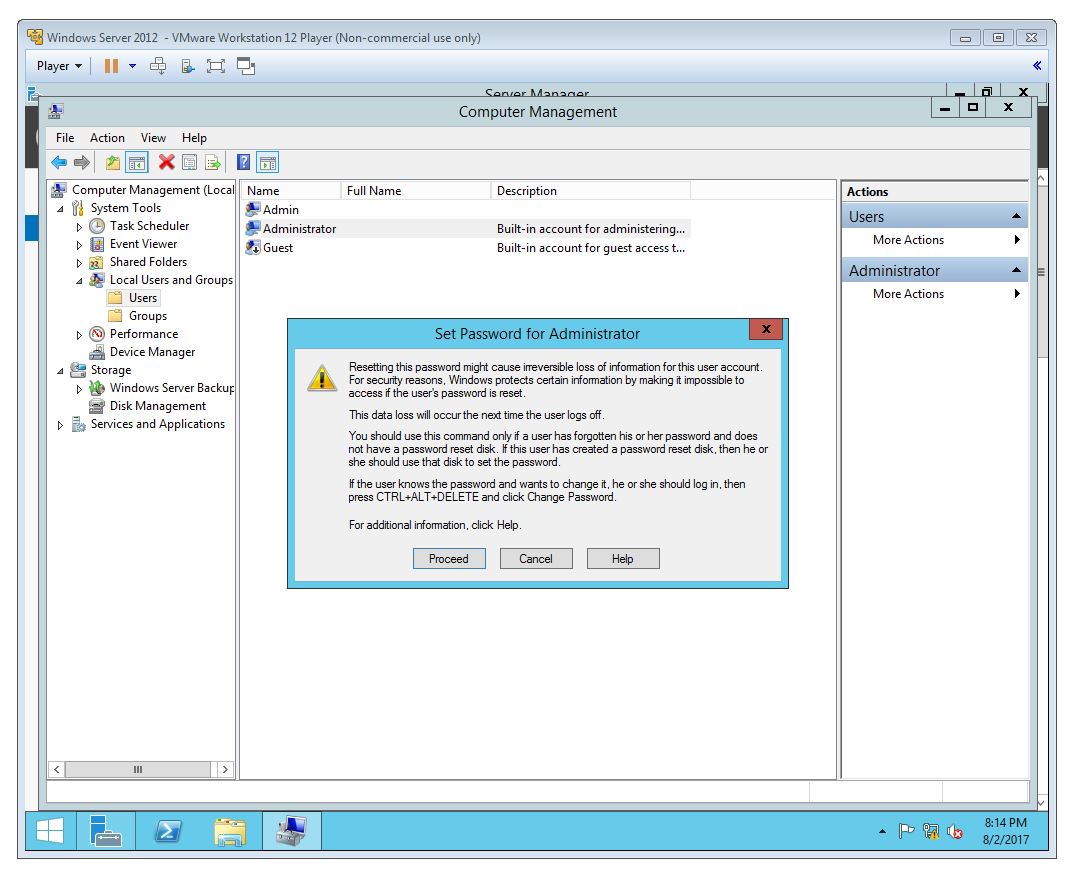 Windows Server 2012 - VMware Workstation 12 Player (Non-commercial use only)
Player
Server Manager
Computer Management
File Action View Help
Computer Management (Local
System Tools
Task Scheduler
Event Viewer
Shared Folders
Local Users and Groups
Users
Groups
Performance
Device Manager
Storage
Windows Server Backup
Disk Management
Services and Applications
Name Full Name Description
Admin
Administrator Built-in account for administering...
Guest Built-in account for guest access t...
Actions
Users
More Actions
Administrator
More Actions
Set Password for Administrator
Resetting this password might cause irreversible loss of information for this user account.
For security reasons, Windows protects certain information by making it impossible to
access if the user's password is reset.
This data loss will occur the next time the user logs off.
You should use this command only if a user has forgotten his or her password and does
not have a password reset disk. If this user has created a password reset disk, then he or
she should use that disk to set the password.
If the user knows the password and wants to change it, he or she should log in, then
press CTRL+ALT+DELETE and click Change Password.
For additional information, click Help.
Proceed Cancel Help
8:14 PM
8/2/2017